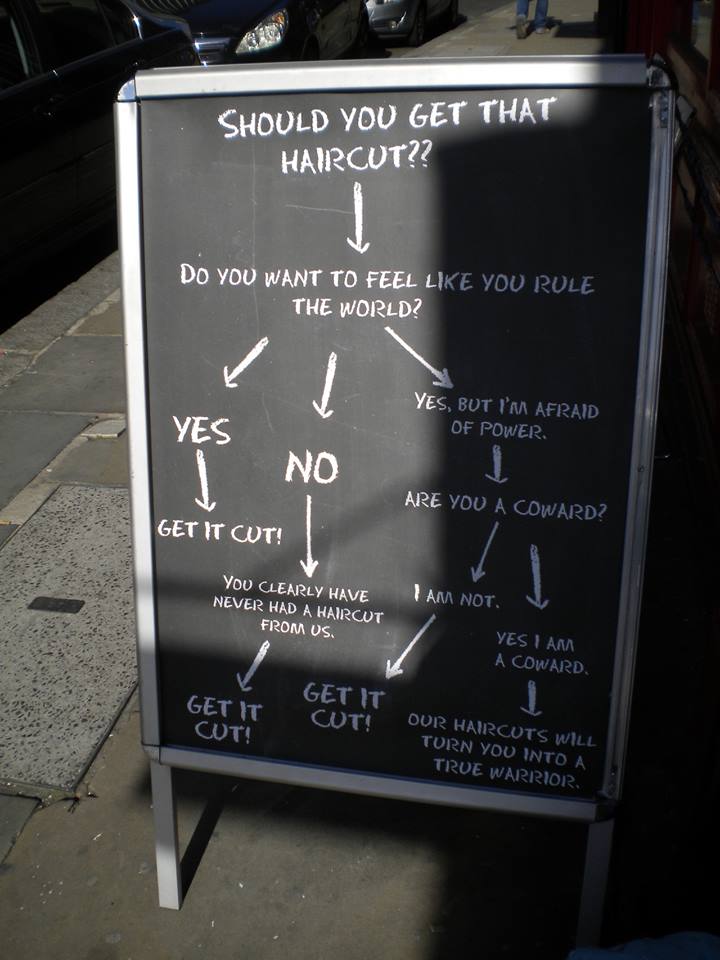 SHOULD YOU GET THAT
HAIRCUT??
DO YOU WANT TO FEEL LIKE YOU RULE
THE WORLD?
YES
GET IT CUT!
NO
YOU CLEARLY HAVE
NEVER HAD A HAIRCUT
FROM US.
GET IT
CUT!
YES, BUT I'M AFRAID
OF POWER.
ARE YOU A COWARD?
I AM NOT.
GET IT
CUT!
YES I AM
A COWARD.
OUR HAIRCUTS WILL
TURN YOU INTO A
TRUE WARRIOR.